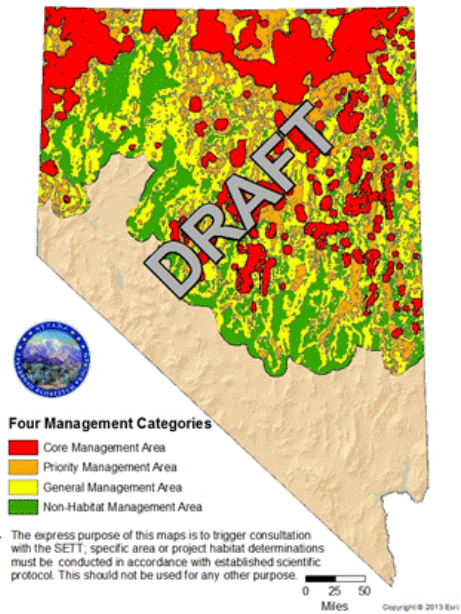 DRAFT
Four Management Categories
Core Management Area
Priority Management Area
General Management Area
Non-Habitat Management Area
The express purpose of this maps is to trigger consultation
with the SETT; specific area or project habitat determinations
must be conducted in accordance with established scientific
protocol. This should not be used for any other purpose.
0 25 50
Miles
Copyright:© 2013 Esri